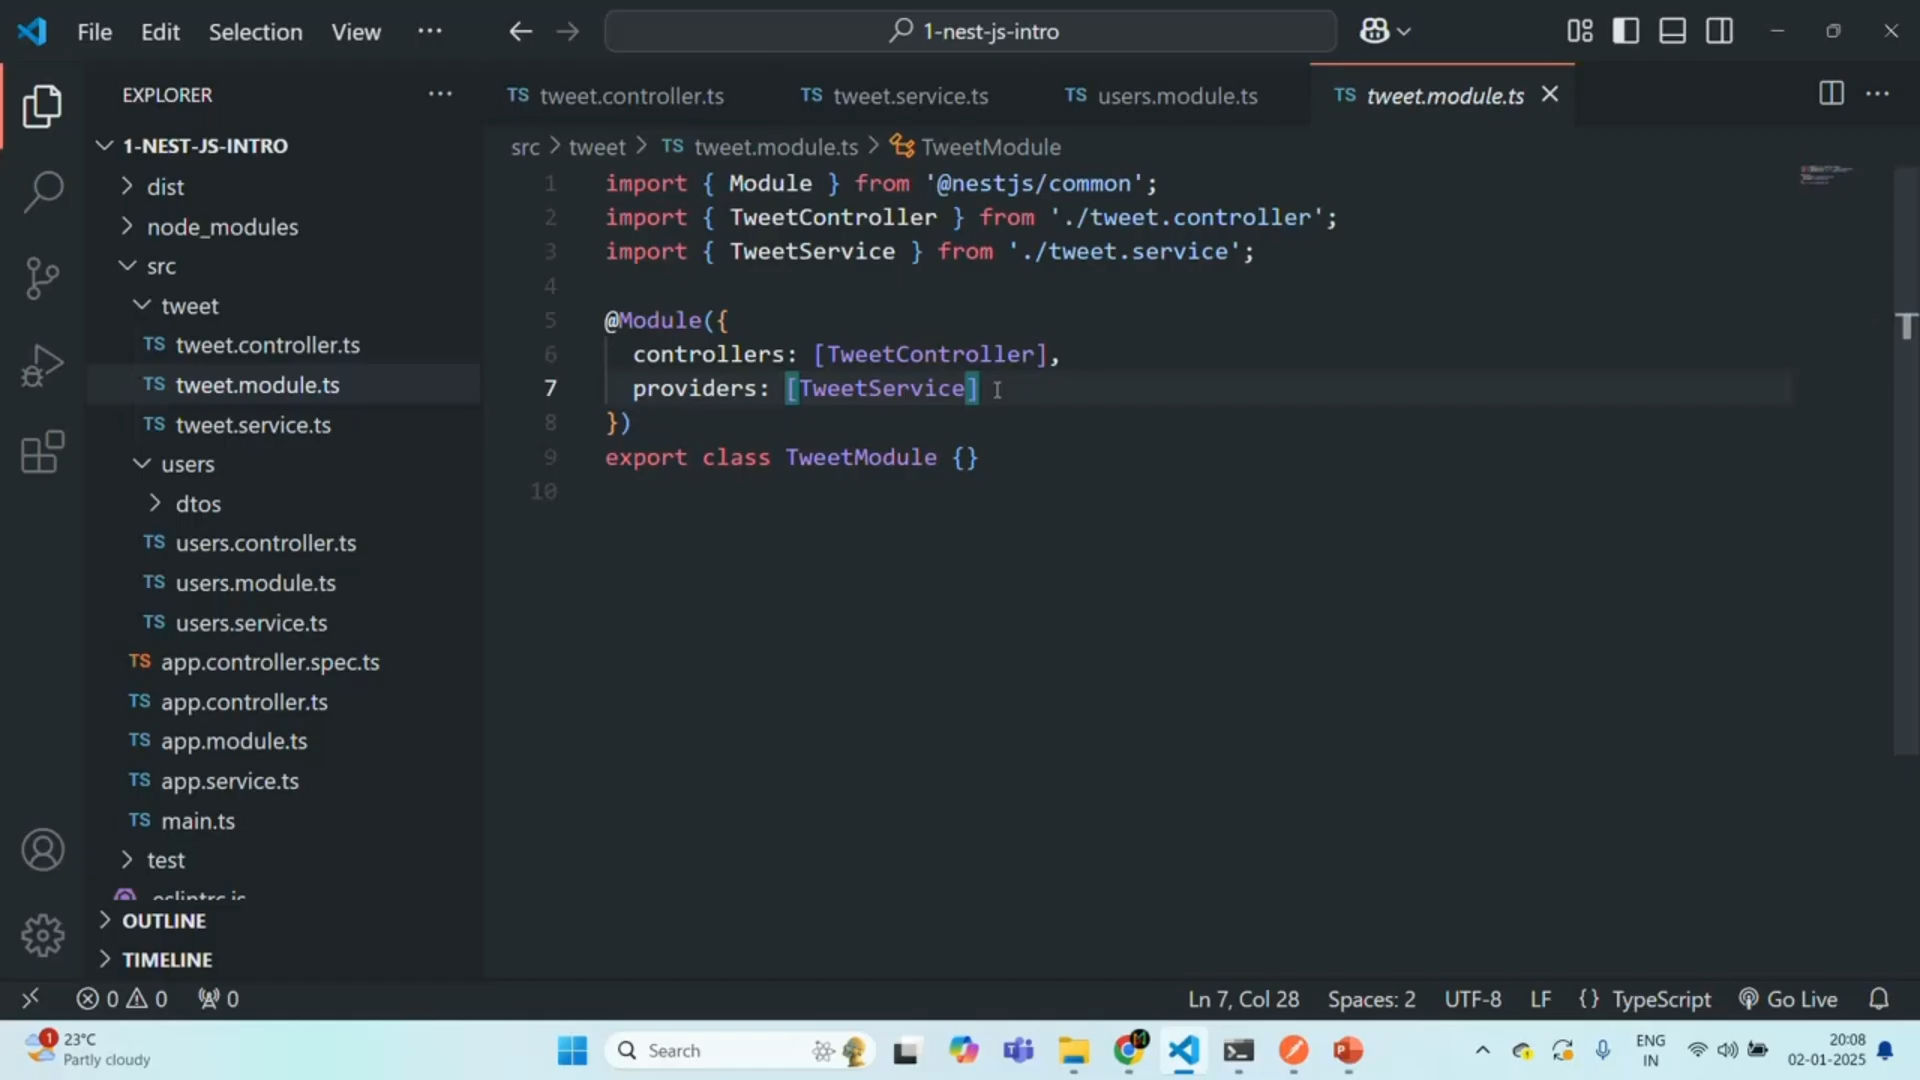 File Edit Selection View ···
1-nest-js-intro
EXPLORER ···
1-NEST-JS-INTRO
dist
node_modules
src
tweet
TS tweet.controller.ts
TS tweet.module.ts
TS tweet.service.ts
users
dtos
TS users.controller.ts
TS users.module.ts
TS users.service.ts
TS app.controller.spec.ts
TS app.controller.ts
TS app.module.ts
TS app.service.ts
TS main.ts
test
OUTLINE
TIMELINE
TS tweet.controller.ts TS tweet.service.ts TS users.module.ts TS tweet.module.ts
src > tweet > TS tweet.module.ts > TweetModule
1 import { Module } from '@nestjs/common';
2 import { TweetController } from './tweet.controller';
3 import { TweetService } from './tweet.service';
4
5 @Module({
6 controllers: [TweetController],
7 providers: [TweetService]
8 })
9 export class TweetModule {}
10
0 0 0 Ln 7, Col 28 Spaces: 2 UTF-8 LF {} TypeScript Go Live
1 23°C
Partly cloudy
Search
ENG
IN
20:08
02-01-2025